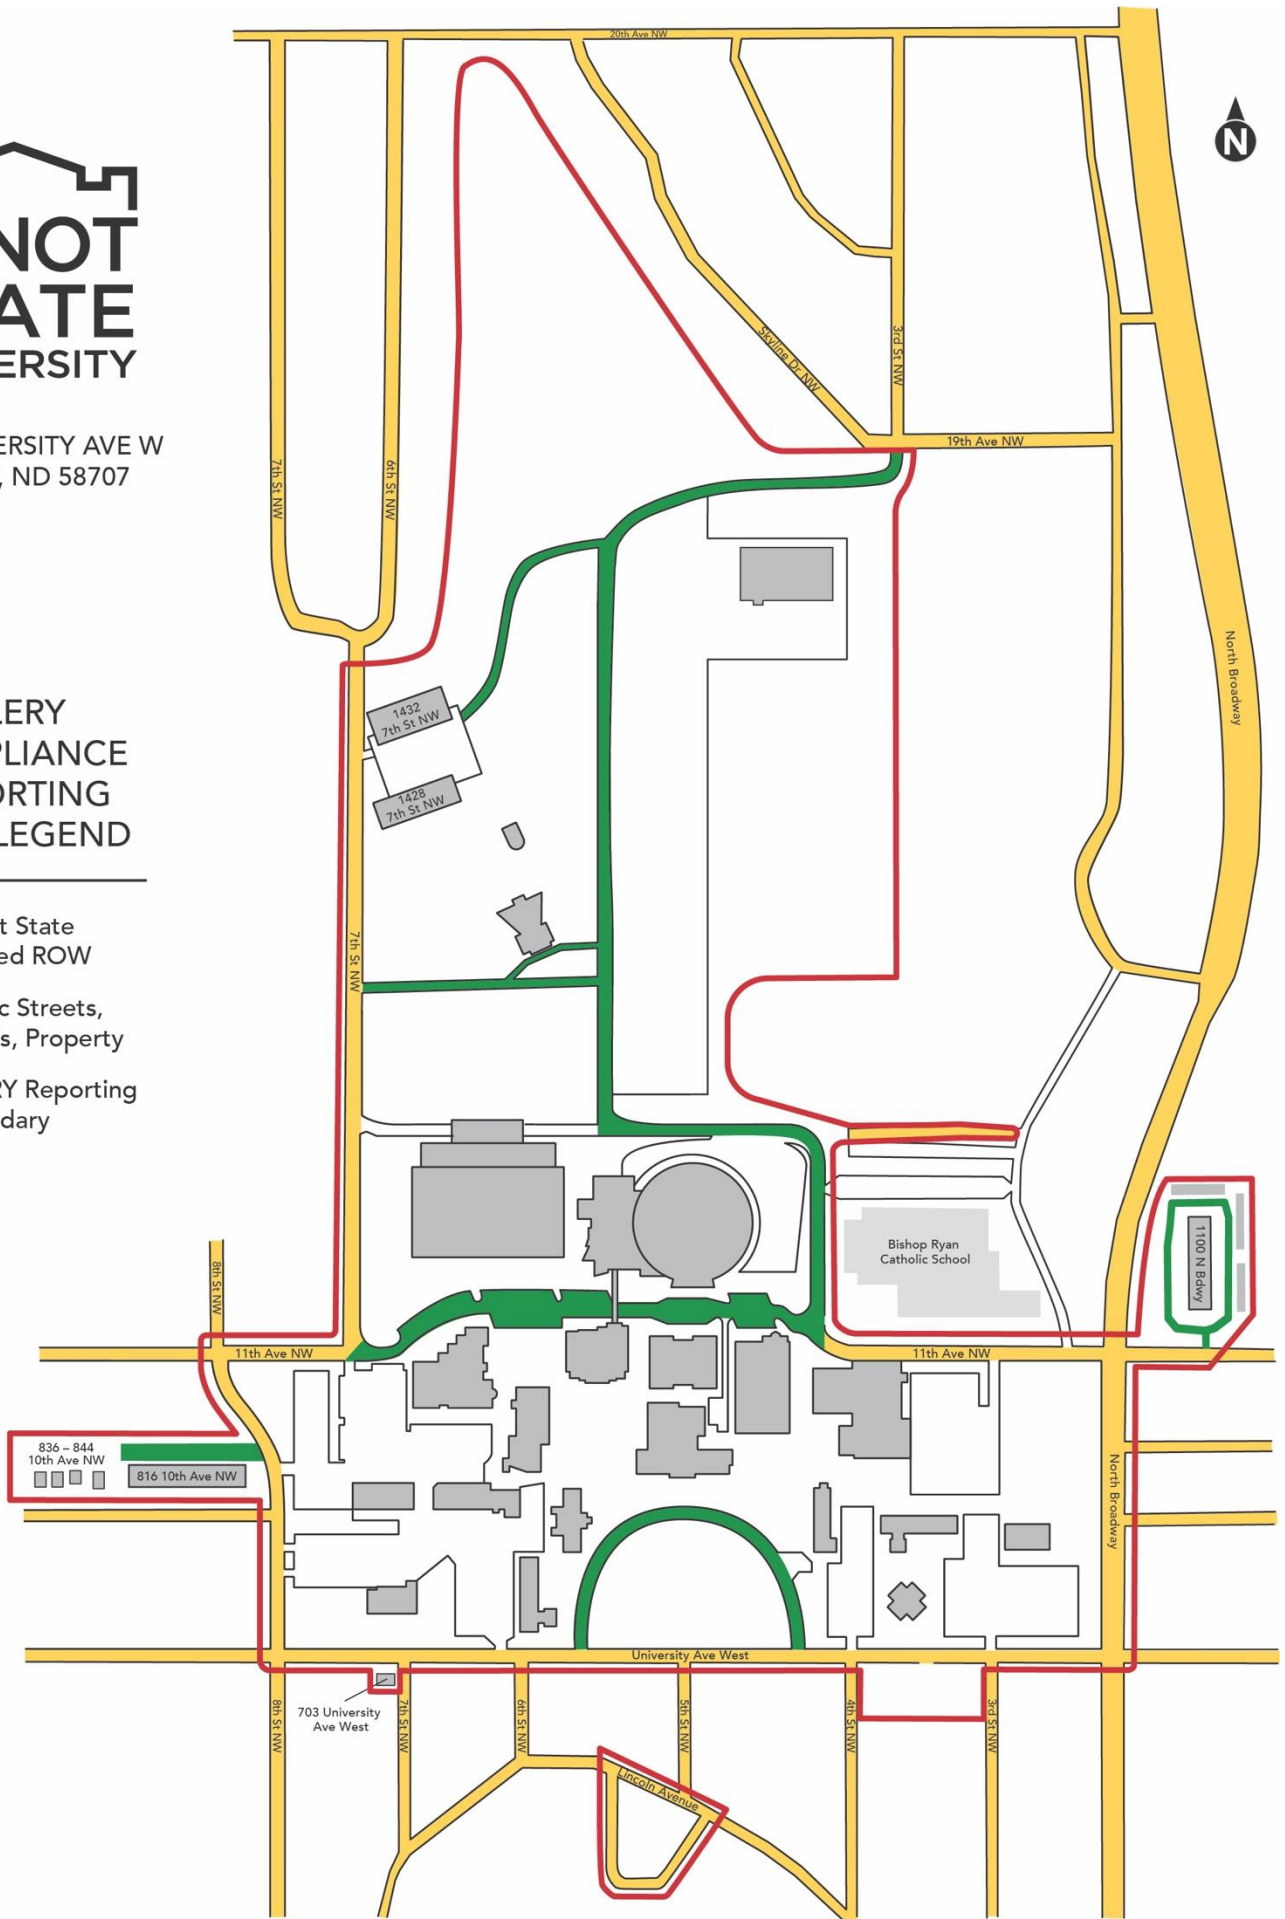 20th Ave NW
N
NOT
ATE
ERSITY
ERSITY AVE W
, ND 58707
Skyline Dr NW
3rd St NW
19th Ave NW
7th St NW
6th St NW
North Broadway
LERY
PLIANCE
ORTING
LEGEND
t State
ed ROW
c Streets,
s, Property
RY Reporting
dary
1432
7th St NW
1428
7th St NW
7th St NW
Bishop Ryan
Catholic School
1100 N Bdwy
8th St NW
11th Ave NW
11th Ave NW
836 – 844
10th Ave NW
816 10th Ave NW
North Broadway
University Ave West
703 University
Ave West
8th St NW
7th St NW
6th St NW
5th St NW
4th St NW
3rd St NW
Lincoln Avenue